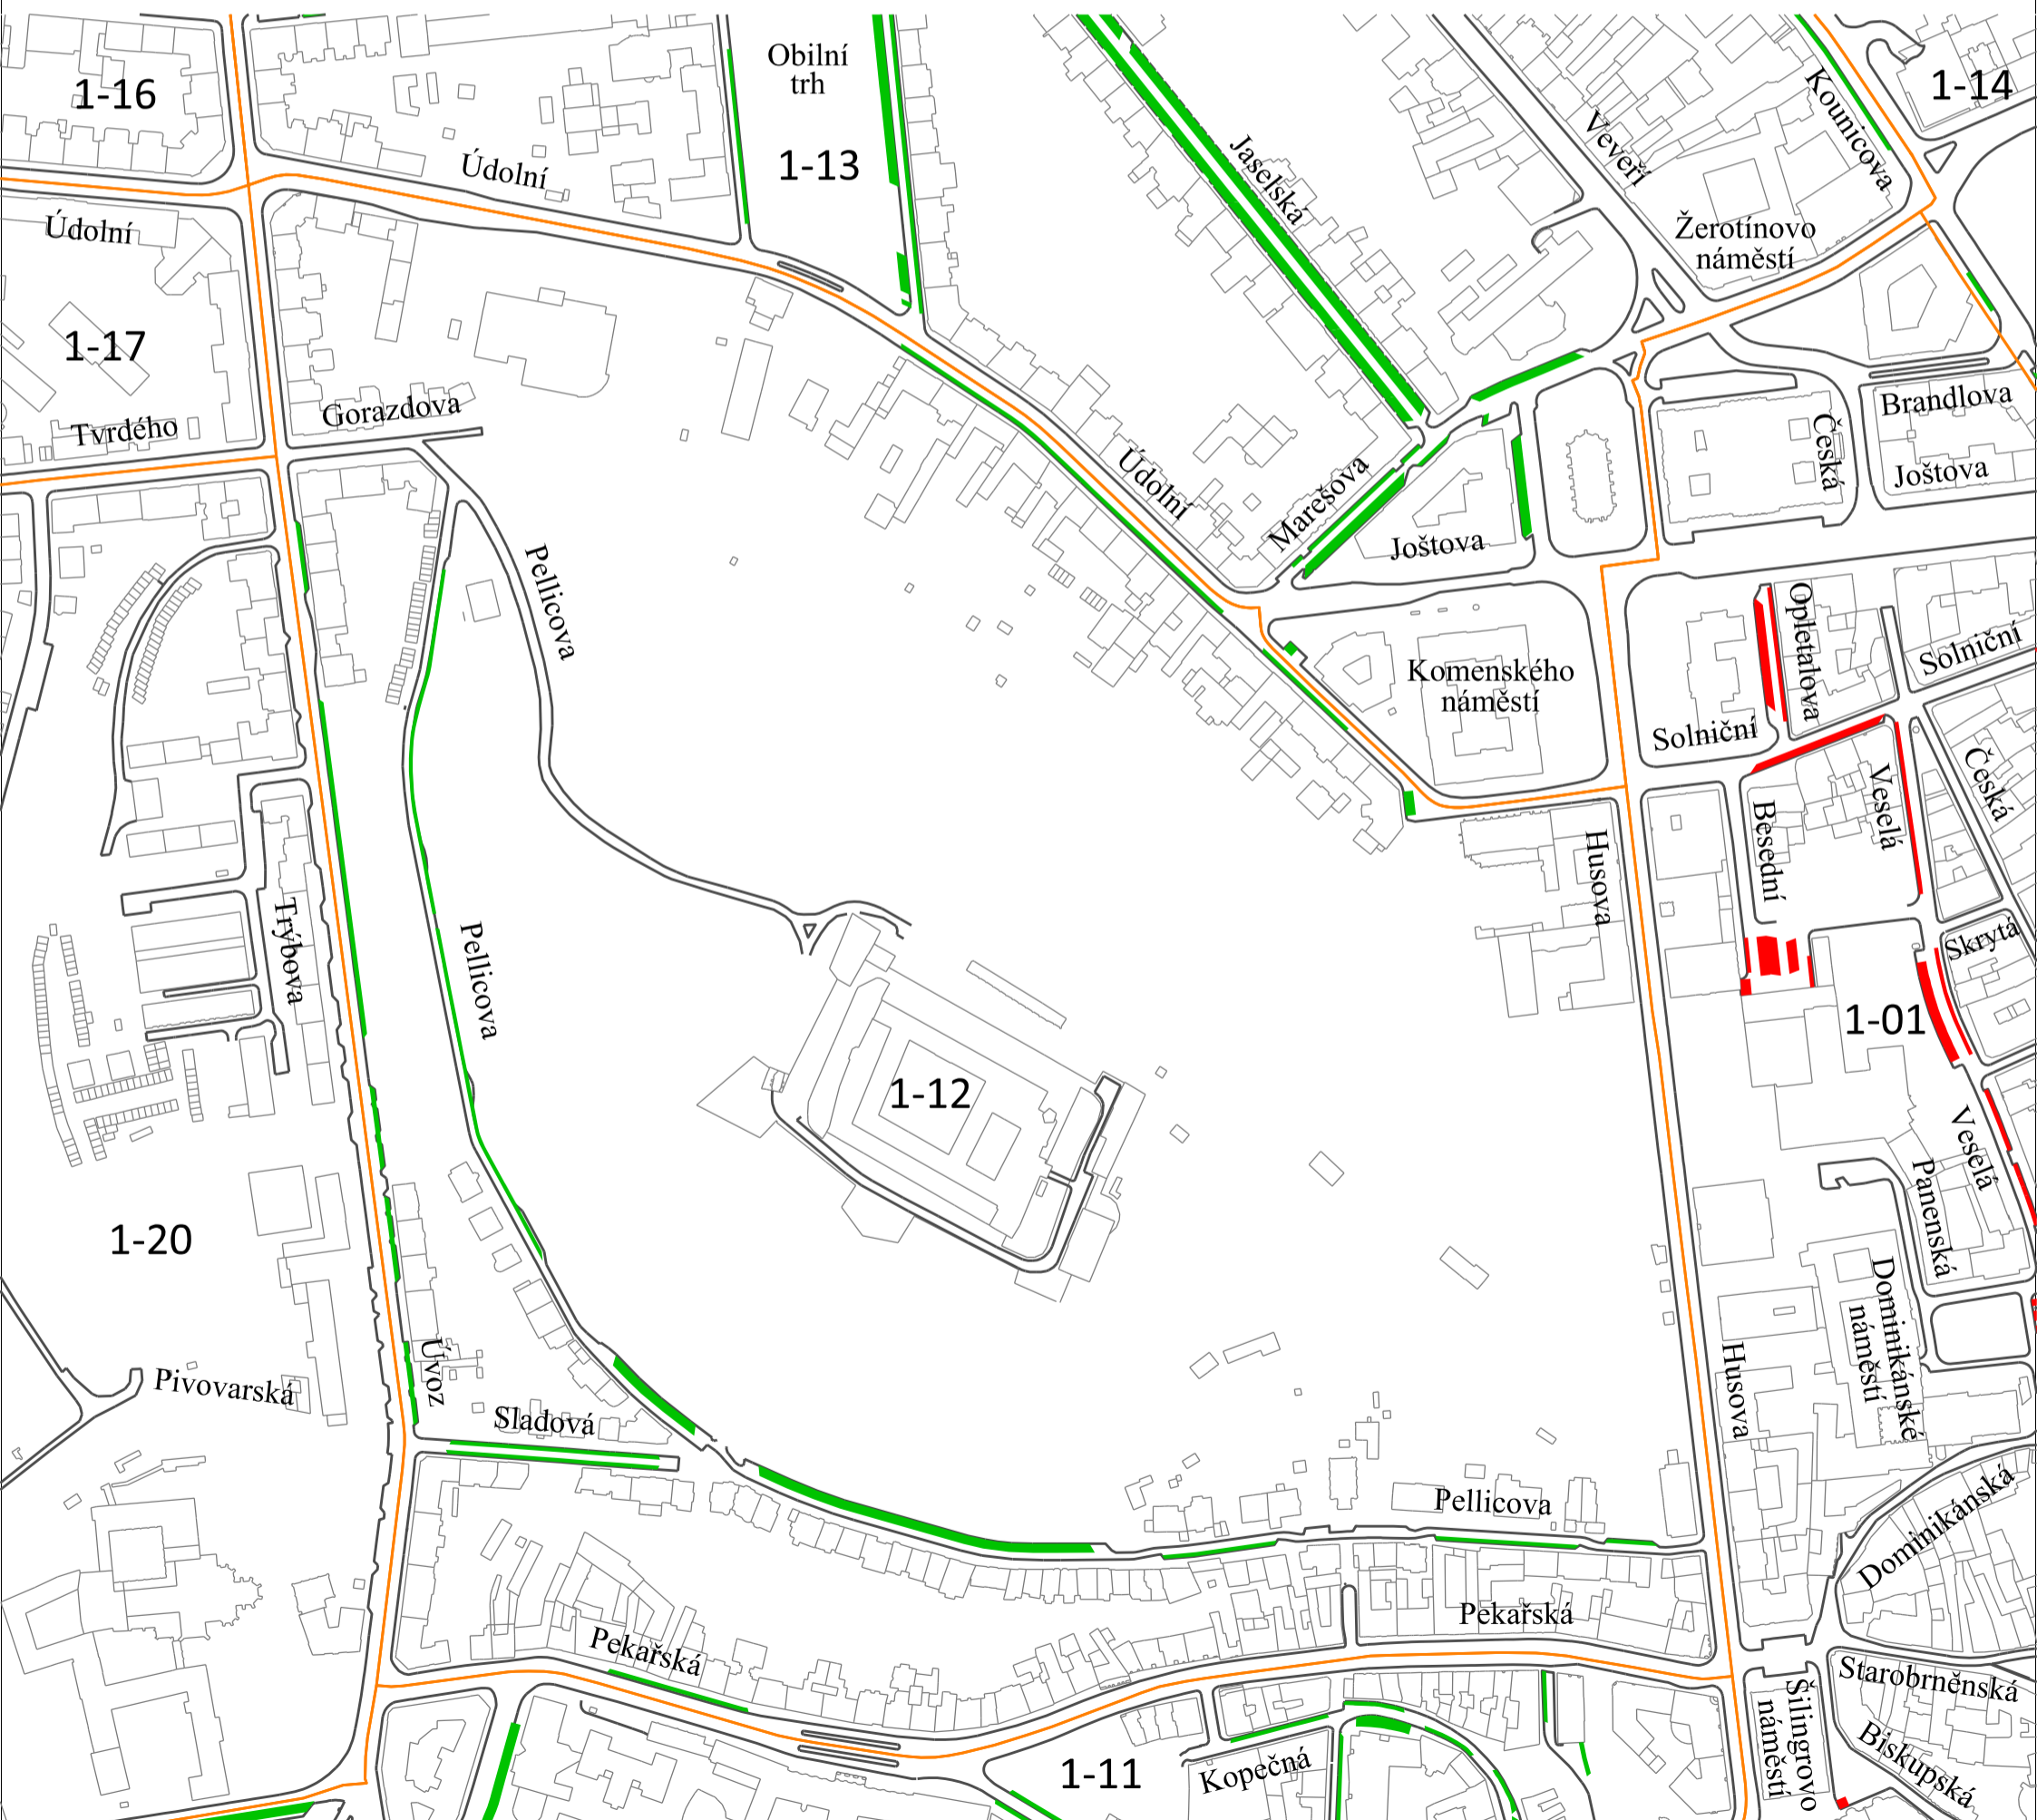 Obilní
trh
1-16
1-14
Kounicova
Veveří
Jaselská
1-13
Údolní
Údolní
Žerotínovo
náměstí
1-17
Gorazdova
Tvrdého
Brandlova
Česká
Joštova
Údolní
Marešova
Joštova
Pellicova
Opletalova
Solniční
Komenského
náměstí
Solniční
Česká
Veselá
Besední
Husova
Trýbova
Pellicova
Skrytá
1-01
1-12
Veselá
Panenská
1-20
Dominikánské
náměstí
Úvoz
Husova
Pivovarská
Sladová
Pellicova
Dominikánská
Pekařská
Pekařská
Starobrněnská
Šilingrovo
náměstí
Biskupská
1-11
Kopečná